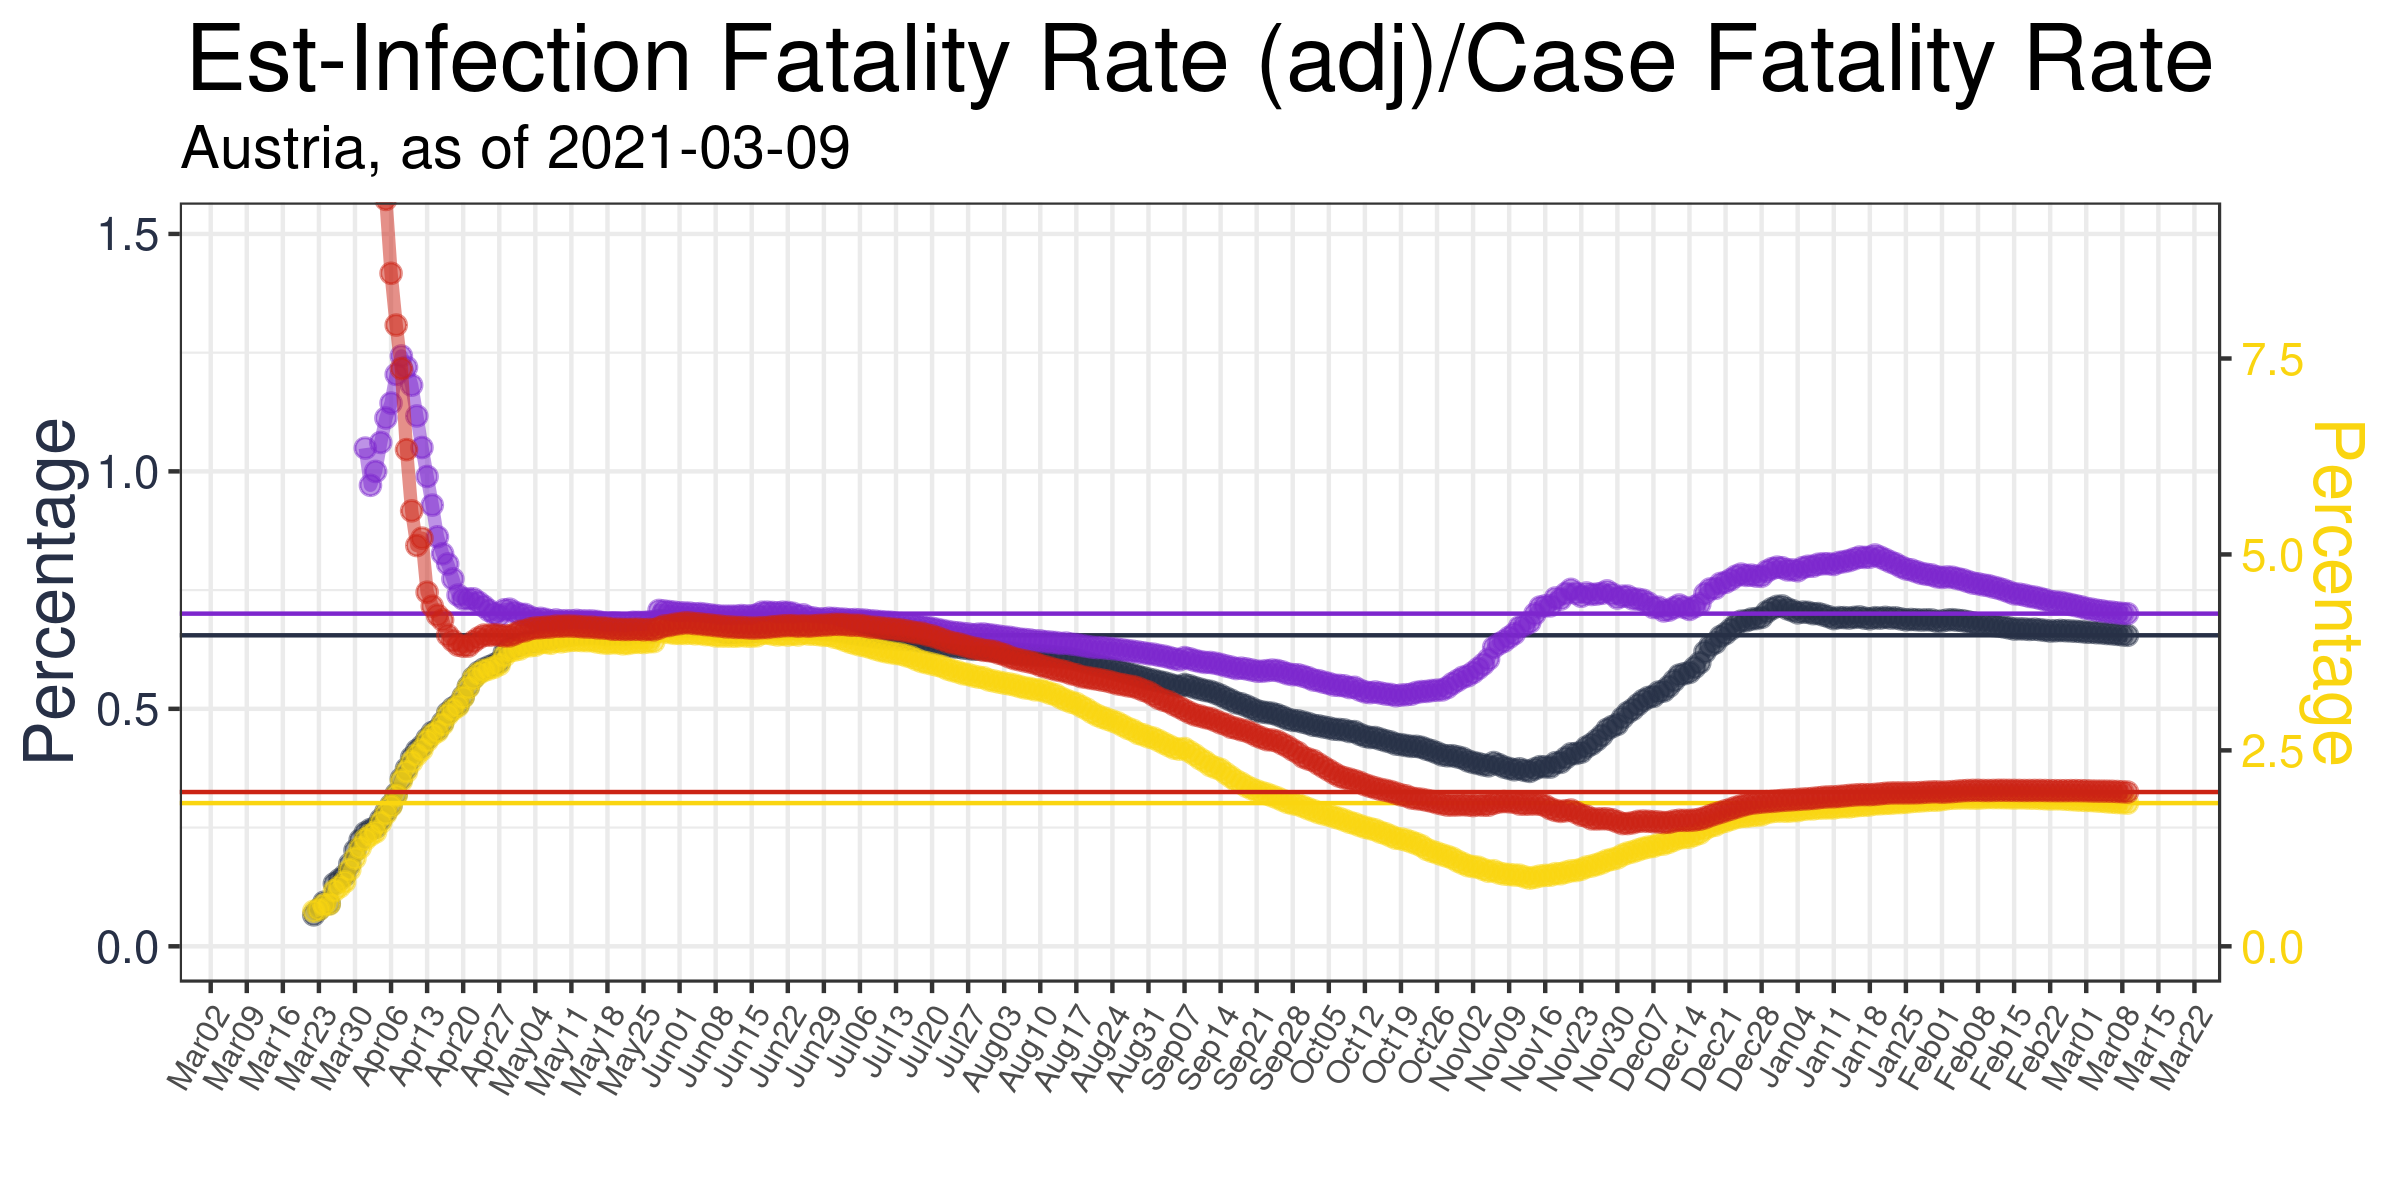 Est-Infection Fatality Rate (adj)/Case Fatality Rate
Austria, as of 2021-03-09
Percentage
1.5
1.0
0.5
0.0
7.5
5.0
2.5
0.0
Percentage
Mar02
Mar09
Mar16
Mar23
Mar30
Apr06
Apr13
Apr20
Apr27
May04
May11
May18
May25
Jun01
Jun08
Jun15
Jun22
Jun29
Jul06
Jul13
Jul20
Jul27
Aug03
Aug10
Aug17
Aug24
Aug31
Sep07
Sep14
Sep21
Sep28
Oct05
Oct12
Oct19
Oct26
Nov02
Nov09
Nov16
Nov23
Nov30
Dec07
Dec14
Dec21
Dec28
Jan04
Jan11
Jan18
Jan25
Feb01
Feb08
Feb15
Feb22
Mar01
Mar08
Mar15
Mar22